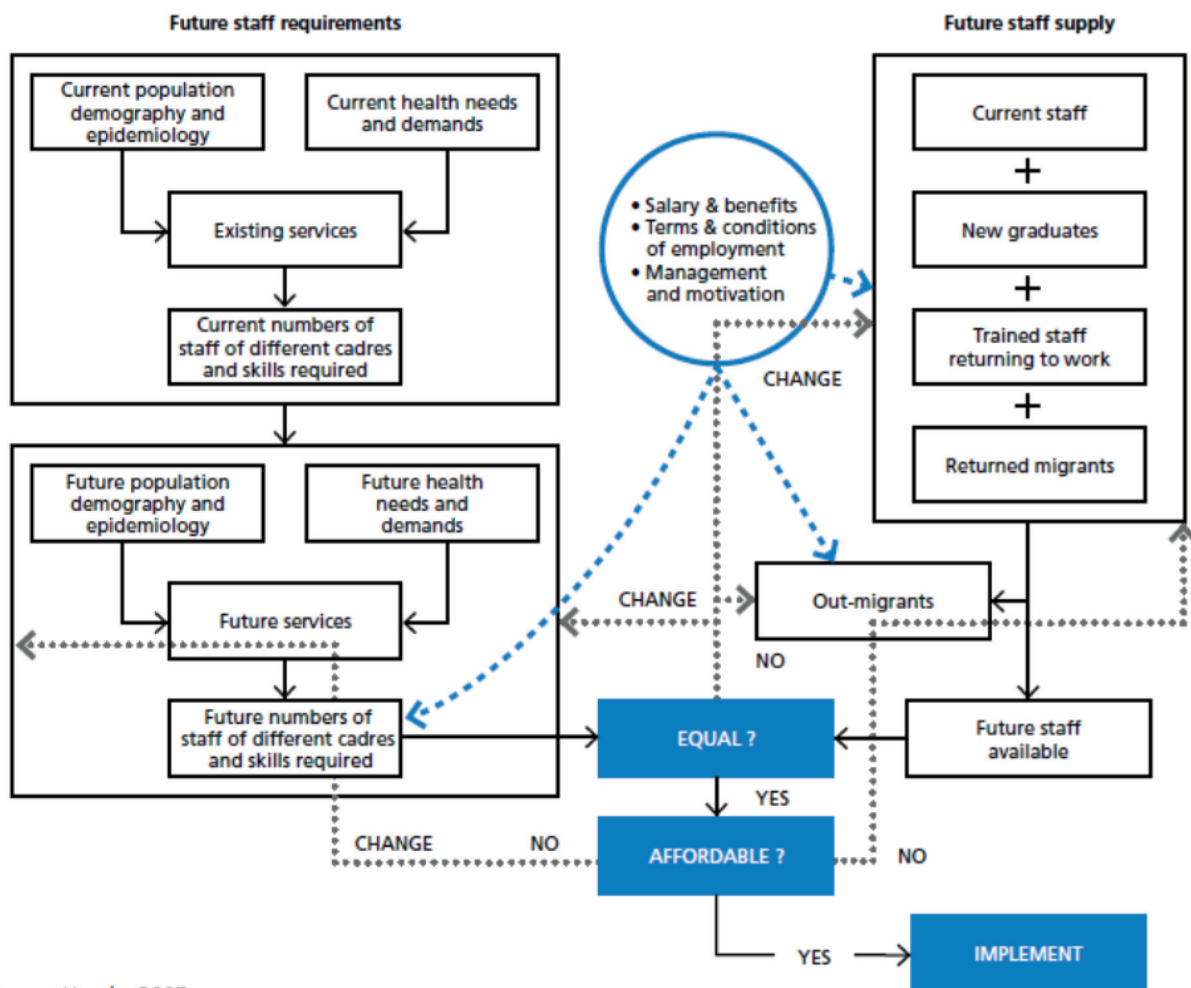 Future staff requirements
Current population
demography and
epidemiology
Current health needs
and demands
Existing services
Current numbers of
staff of different cadres
and skills required
Future population
demography and
epidemiology
Future health
needs and
demands
Future services
Future numbers of
staff of different cadres
and skills required
• Salary & benefits
• Terms & conditions
of employment
• Management
and motivation
Future staff supply
Current staff
+
New graduates
+
Trained staff
returning to work
+
Returned migrants
CHANGE
CHANGE
Out-migrants
NO
EQUAL ?
Future staff
available
YES
CHANGE
NO
AFFORDABLE ?
NO
YES
IMPLEMENT